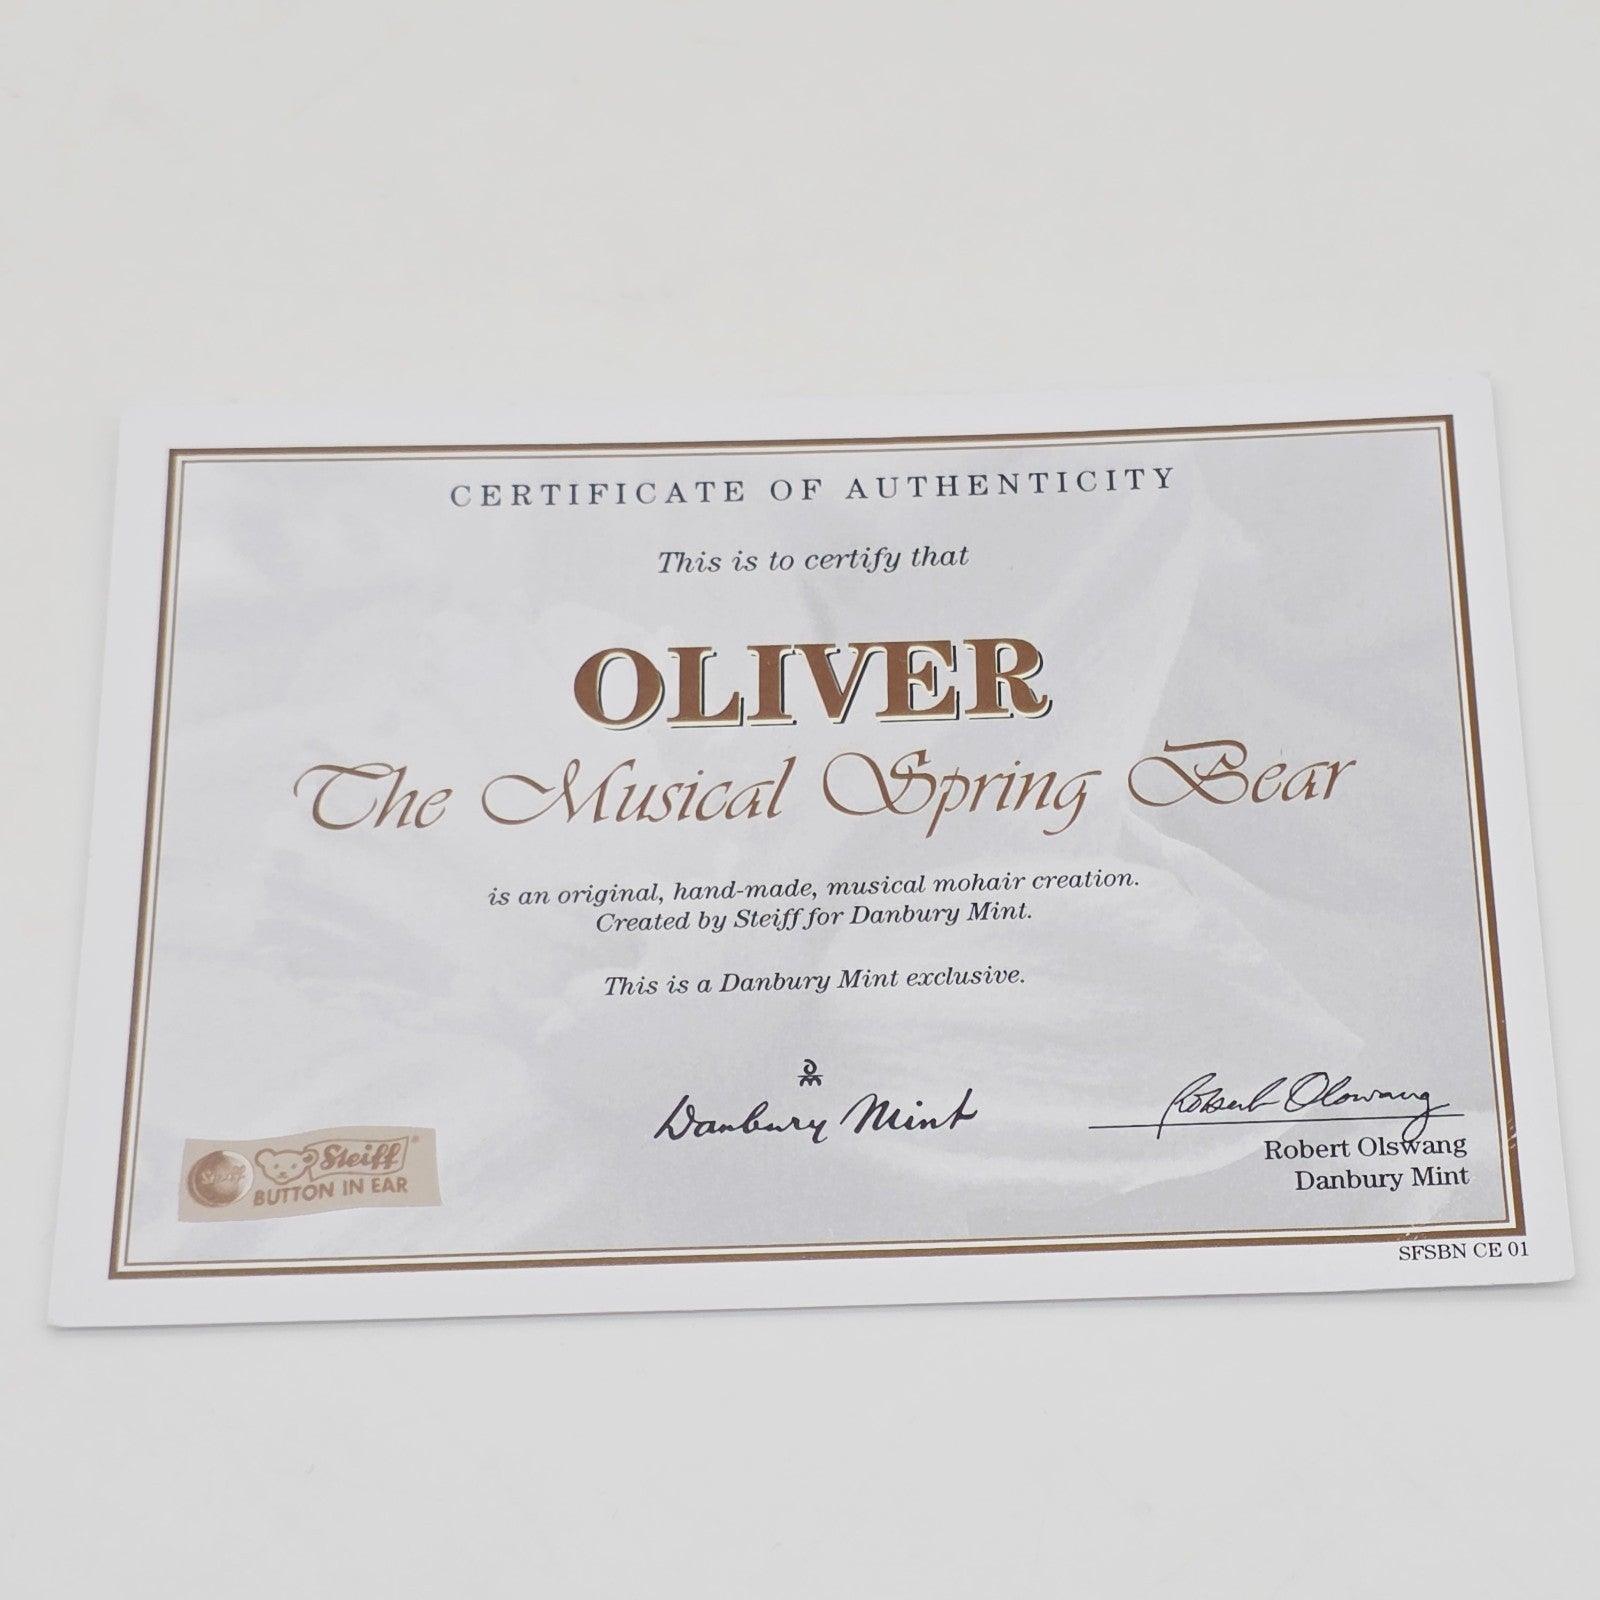 CERTIFICATE OF AUTHENTICITY
This is to certify that
OLIVER
The Musical Spring Bear
is an original, hand-made, musical mohair creation.
Created by Steiff for Danbury Mint.
This is a Danbury Mint exclusive.
Danbury Mint
Robert Olswang
Robert Olswang
Danbury Mint
Steiff
Steiff®
BUTTON IN EAR
SFSBN CE 01